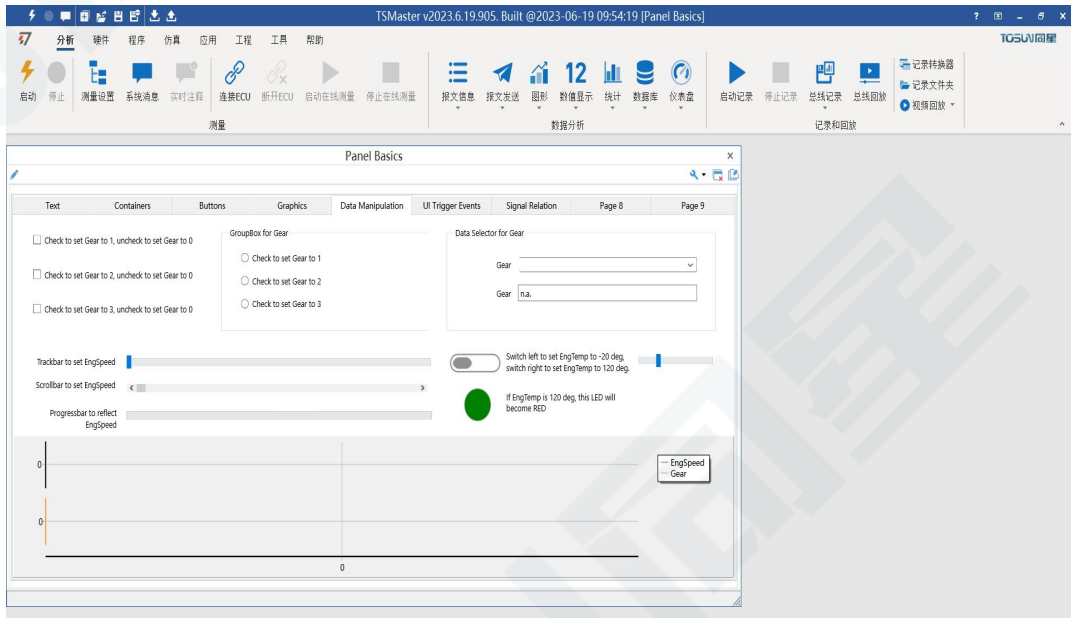 TSMaster v2023.6.19.905. Built @2023-06-19 09:54:19 [Panel Basics]
分析 硬件 程序 仿真 应用 工程 工具 帮助
TOSUN同星
启动 停止 测量设置 系统消息 实时注释 连接ECU 断开ECU 启动在线测量 停止在线测量
测量
12
报文信息 报文发送 图形 数值显示 统计 数据库 仪表盘
数据分析
启动记录 停止记录 总线记录 总线回放
记录转换器
记录文件夹
视频回放
记录和回放
Panel Basics
Text Containers Buttons Graphics Data Manipulation UI Trigger Events Signal Relation Page 8 Page 9
Check to set Gear to 1, uncheck to set Gear to 0
Check to set Gear to 2, uncheck to set Gear to 0
Check to set Gear to 3, uncheck to set Gear to 0
GroupBox for Gear
Check to set Gear to 1
Check to set Gear to 2
Check to set Gear to 3
Data Selector for Gear
Gear
Gear n.a.
Trackbar to set EngSpeed
Scrollbar to set EngSpeed
Progressbar to reflect
EngSpeed
Switch left to set EngTemp to -20 deg,
switch right to set EngTemp to 120 deg.
If EngTemp is 120 deg, this LED will
become RED
0
0
0
EngSpeed
Gear
同星